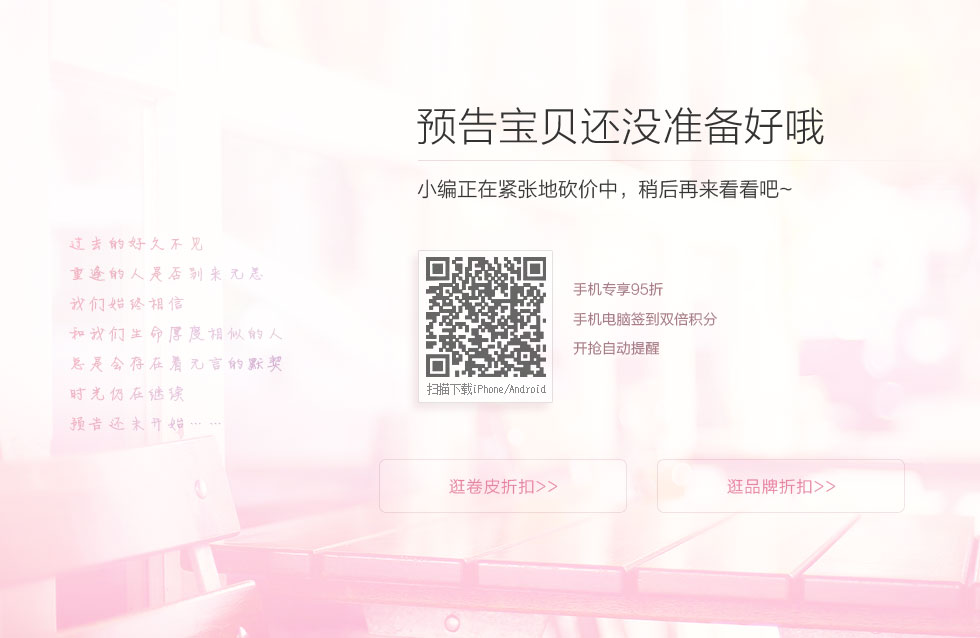 预告宝贝还没准备好哦
小编正在紧张地砍价中，稍后再来看看吧~
过去的好久不见
重逢的人是否别来无恙
我们始终相信
和我们生命厚度相似的人
总是会存在着无言的默契
时光仍在继续
预告还未开始……
手机专享95折
手机电脑签到双倍积分
开抢自动提醒
扫描下载iPhone/Android
逛卷皮折扣>>
逛品牌折扣>>